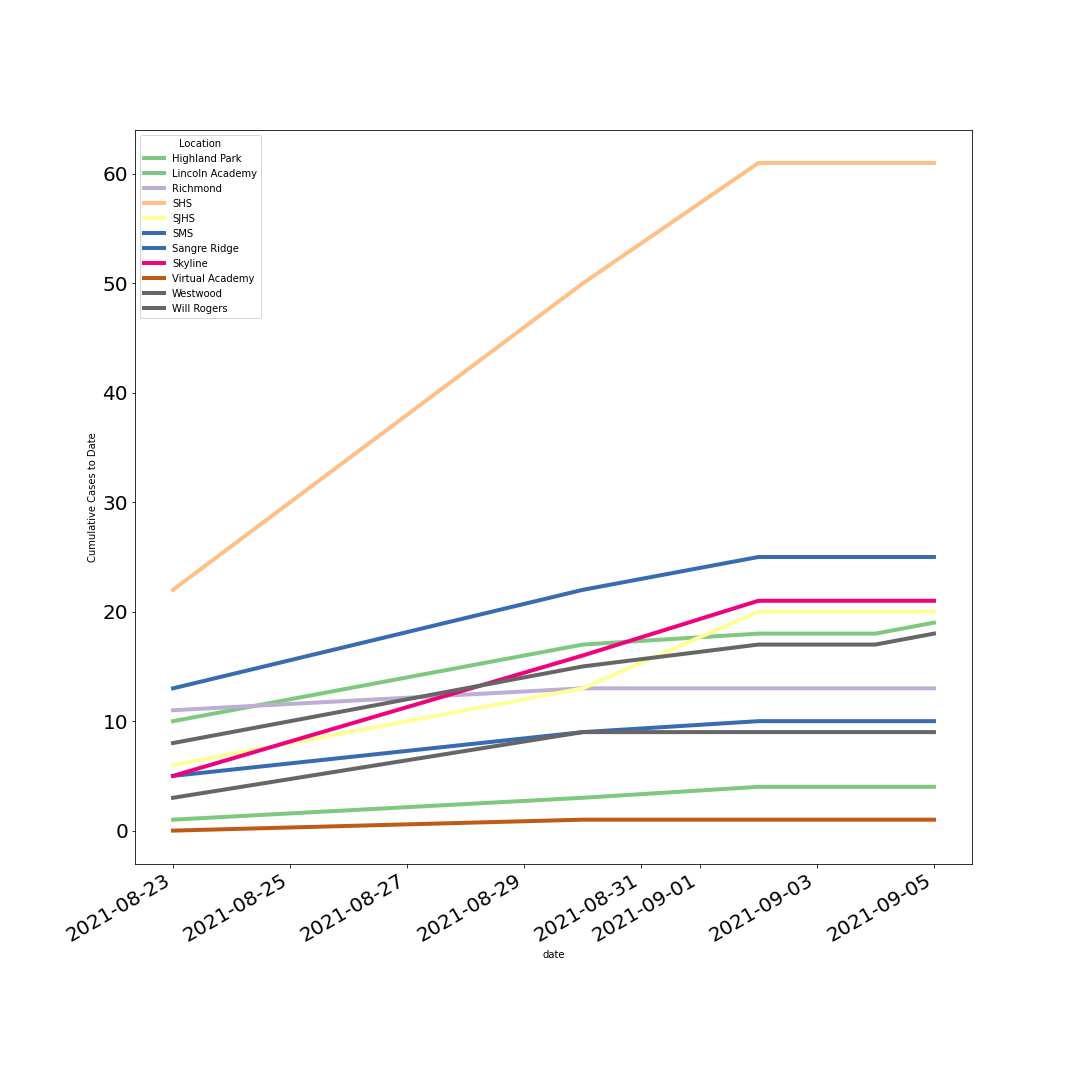 Location
Highland Park
Lincoln Academy
Richmond
SHS
SJHS
SMS
Sangre Ridge
Skyline
Virtual Academy
Westwood
Will Rogers
60
50
40
30
20
10
0
Cumulative Cases to Date
2021-08-23
2021-08-25
2021-08-27
2021-08-29
2021-08-31
2021-09-01
2021-09-03
2021-09-05
date